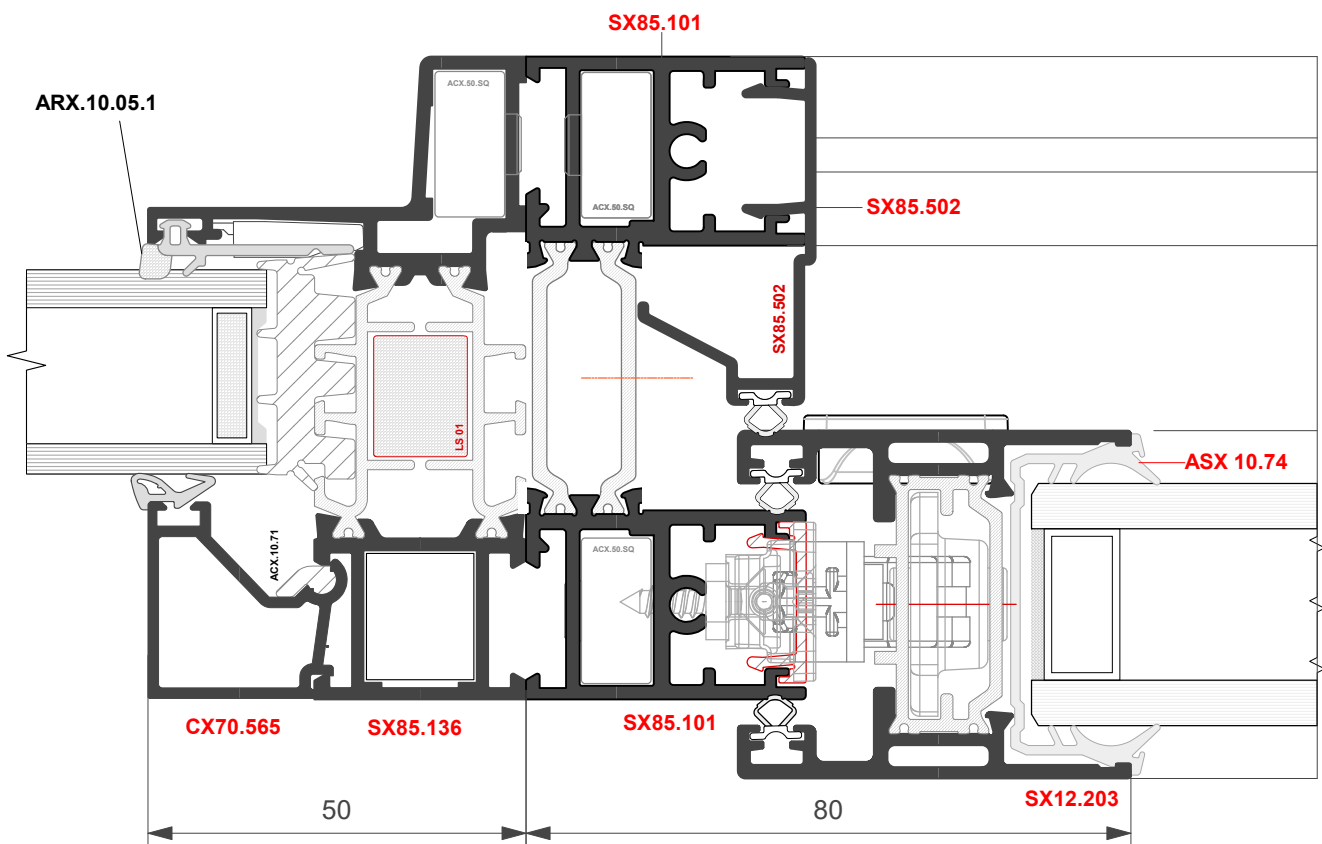 SX85.101
ACX.50.SQ
ARX.10.05.1
ACX.50.SQ
SX85.502
SX85.502
LS 01
ASX 10.74
ACX.10.71
ACX.50.SQ
CX70.565
SX85.136
SX85.101
SX12.203
50
80